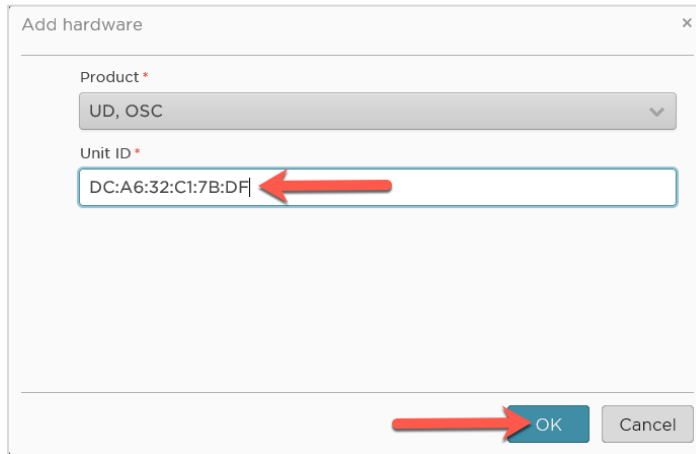 Add hardware ×
Product *
UD, OSC
Unit ID *
DC:A6:32:C1:7B:DF
OK Cancel